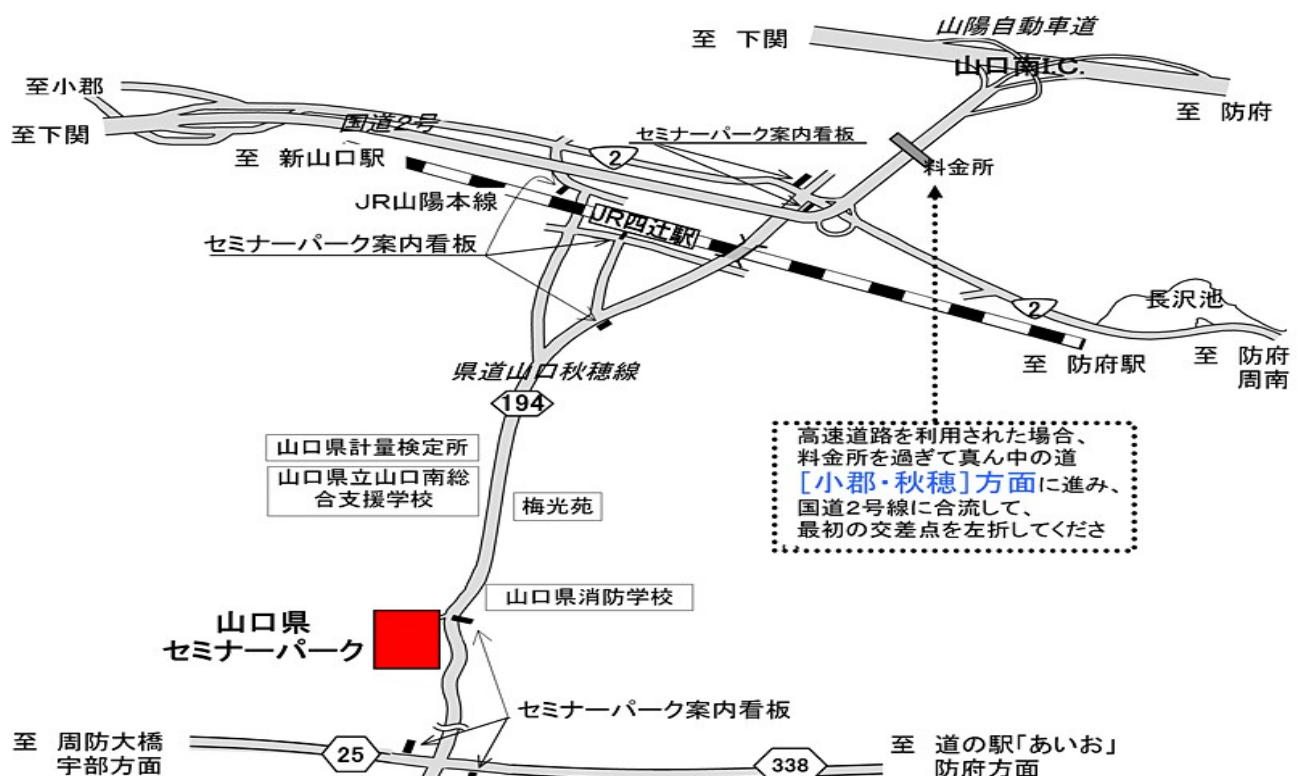 山陽自動車道
至 下関
山口南I.C.
至 防府
至小郡
至下関
国道2号
セミナーパーク案内看板
2
至 新山口駅
料金所
JR山陽本線
JR四辻駅
セミナーパーク案内看板
長沢池
2
至 防府駅
至 防府
周南
県道山口秋穂線
194
高速道路を利用された場合、
料金所を過ぎて真ん中の道
[小郡・秋穂]方面に進み、
国道2号線に合流して、
最初の交差点を左折してくださ
山口県計量検定所
山口県立山口南総
合支援学校
梅光苑
山口県消防学校
山口県
セミナーパーク
セミナーパーク案内看板
至 周防大橋
宇部方面
25
338
至 道の駅「あいお」
防府方面